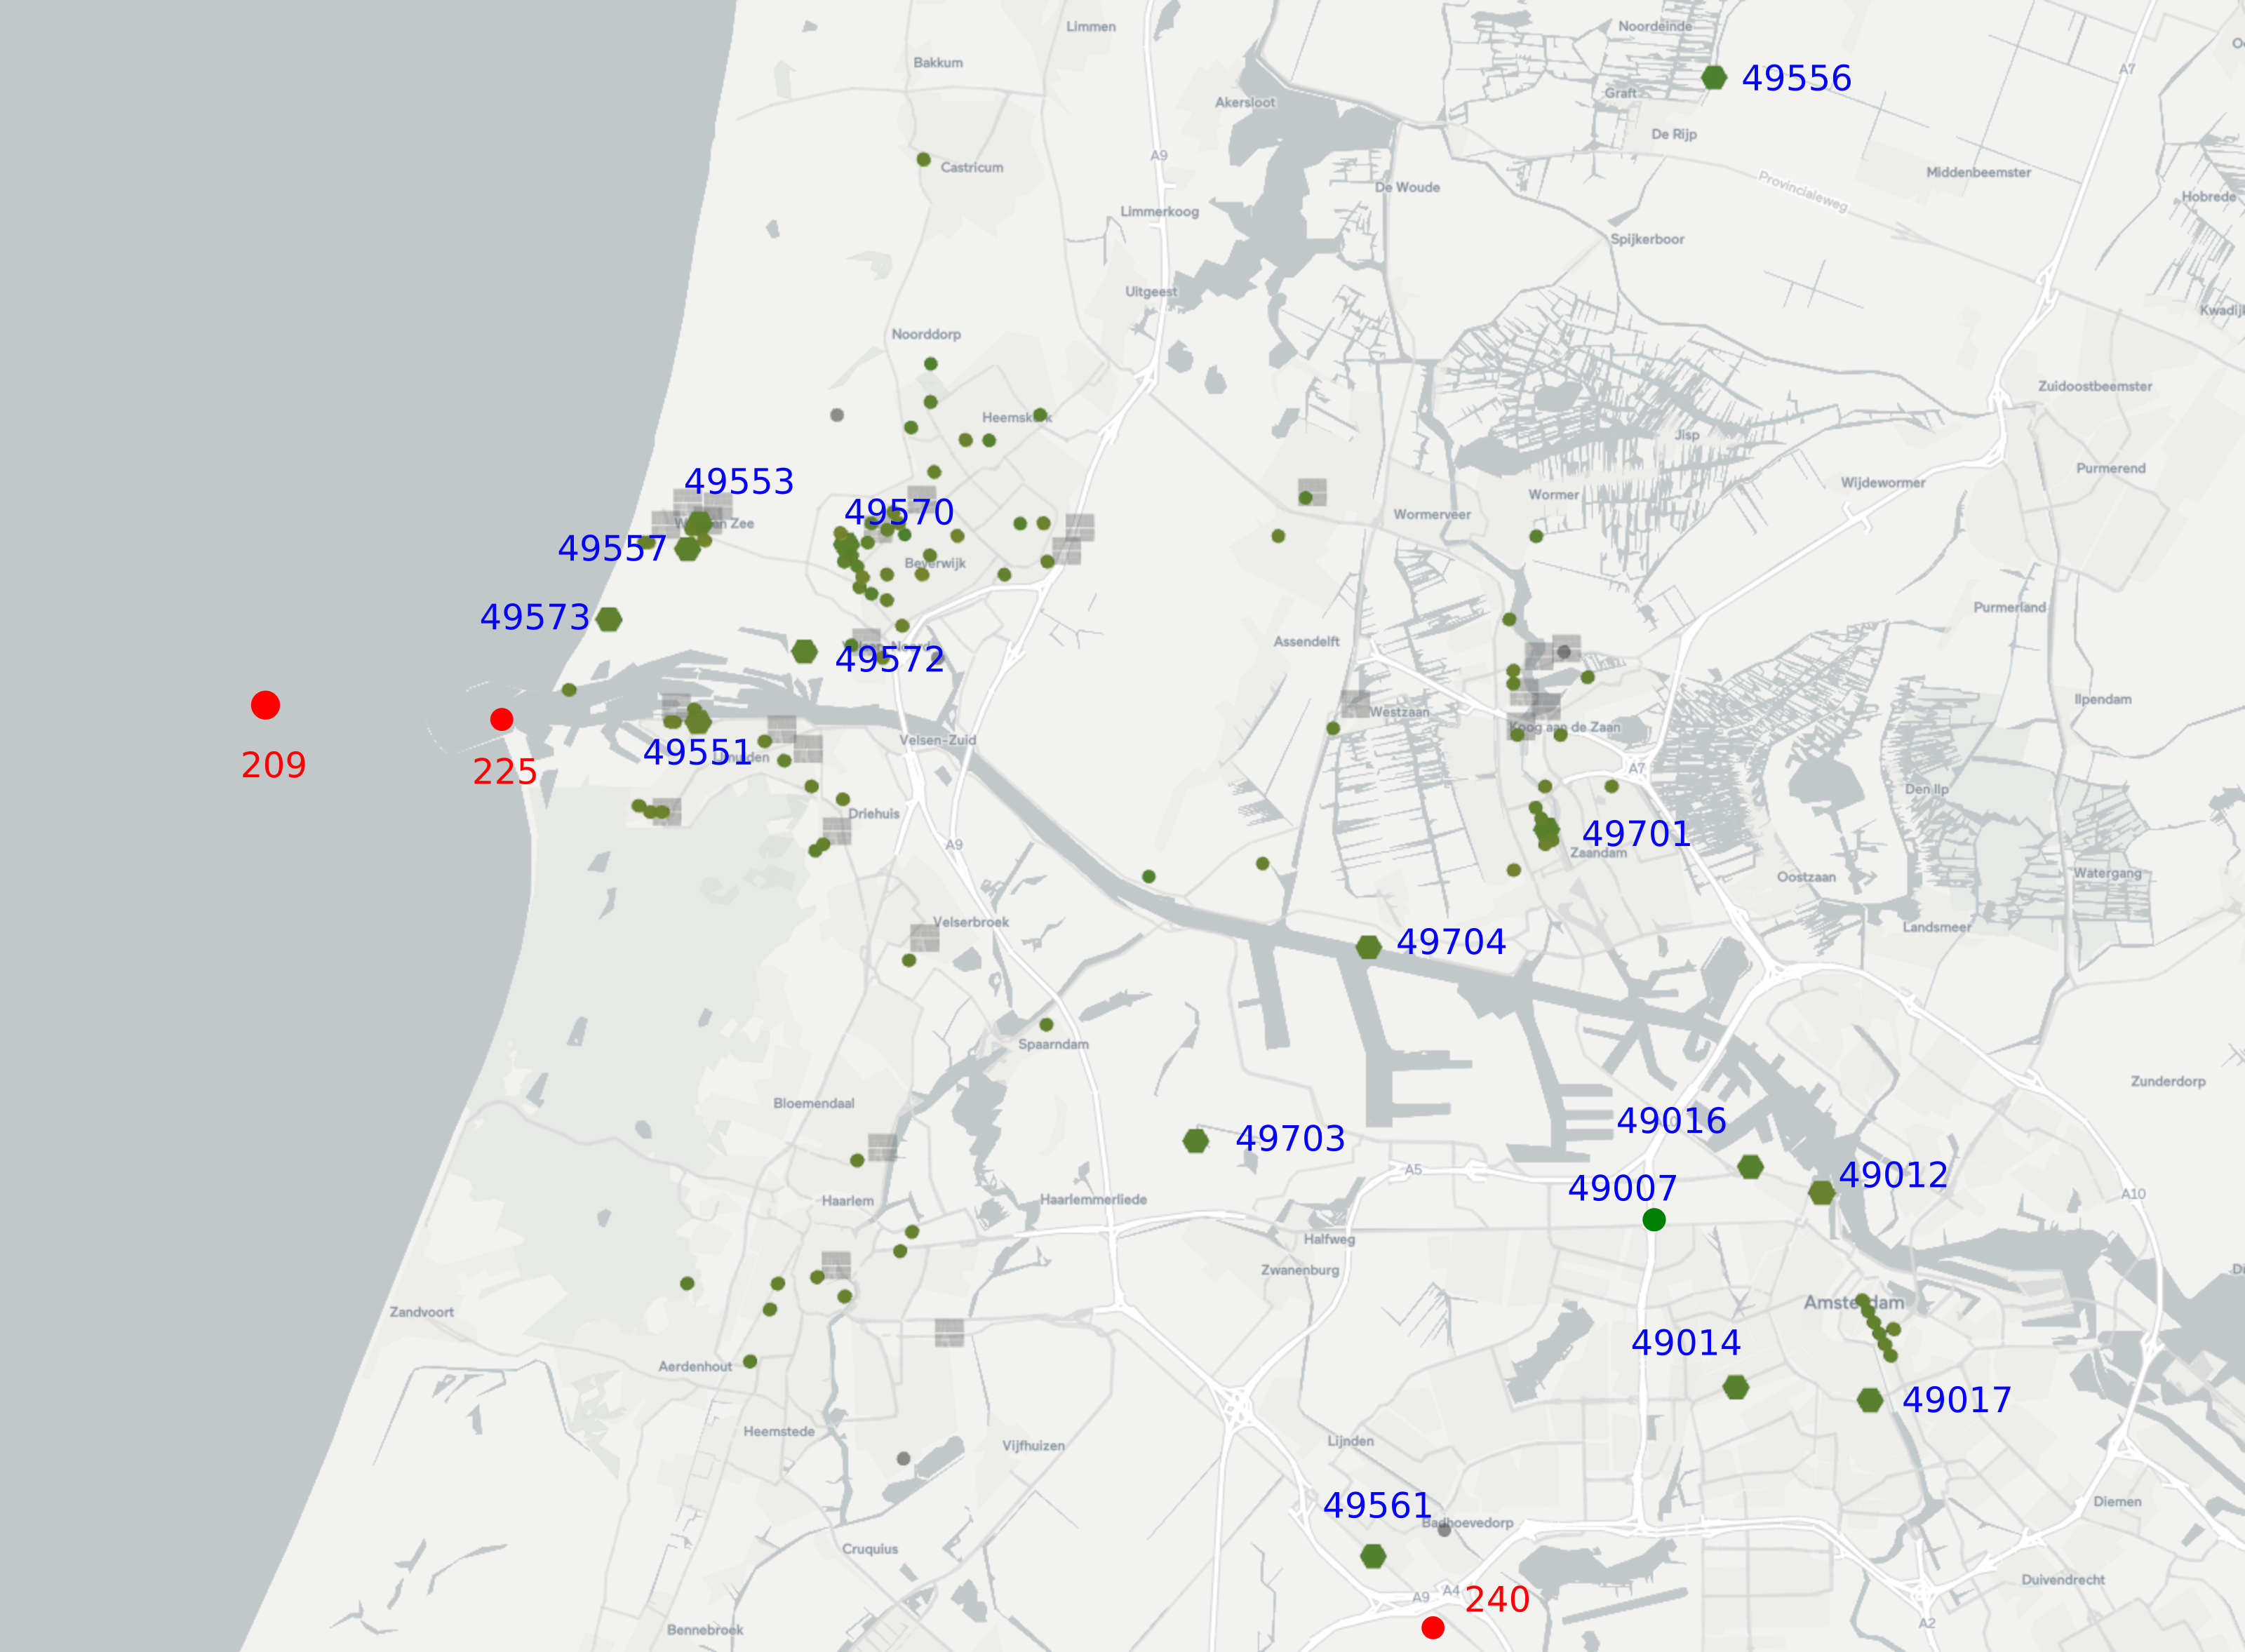 Limmen
Noordeinde
Bakkum
A7
49556
Graft
Akersloot
De Rijp
A9
Castricum
Middenbeemster
De Woude
Provincialeweg
Hobrede
Limmerkoog
Spijkerboor
Uitgeest
Noorddorp
Zuidoostbeemster
Heemskerk
Jisp
Purmerend
49553
Wijdewormer
Wormer
49570
Wormerveer
Wijk aan Zee
49557
Beverwijk
Purmerland
49573
Assendelft
49572
Ilpendam
Westzaan
Koog aan de Zaan
Velsen-Zuid
49551
IJmuiden
209
225
A7
Den Ilp
Driehuis
49701
A9
Zaandam
Oostzaan
Watergang
Velserbroek
Landsmeer
49704
Spaarndam
Zunderdorp
Bloemendaal
49016
49703
A5
49012
49007
A10
Haarlem
Haarlemmerliede
Halfweg
Zwanenburg
Amsterdam
Zandvoort
49014
Aerdenhout
49017
Heemstede
Lijnden
Vijfhuizen
49561
Diemen
Badhoevedorp
Cruquius
Duivendrecht
A4
A9
240
A2
Bennebroek